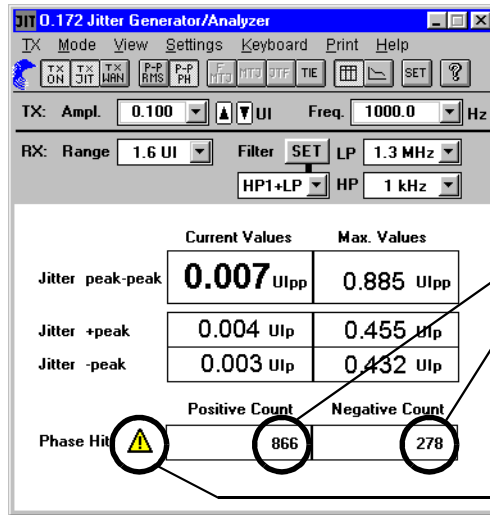 JIT 0.172 Jitter Generator/Analyzer
TX Mode View Settings Keyboard Print Help
TX ON TX JIT TX WAN P-P RMS P-P PH F MTJ MTJ JTF TIE SET ?
TX: Ampl. 0.100 UI Freq. 1000.0 Hz
RX: Range 1.6 UI Filter SET LP 1.3 MHz
HP1+LP HP 1 kHz
Current Values Max. Values
Jitter peak-peak 0.007 UIpp 0.885 UIpp
Jitter +peak 0.004 UIp 0.455 UIp
Jitter -peak 0.003 UIp 0.432 UIp
Positive Count Negative Count
Phase Hit 866 278